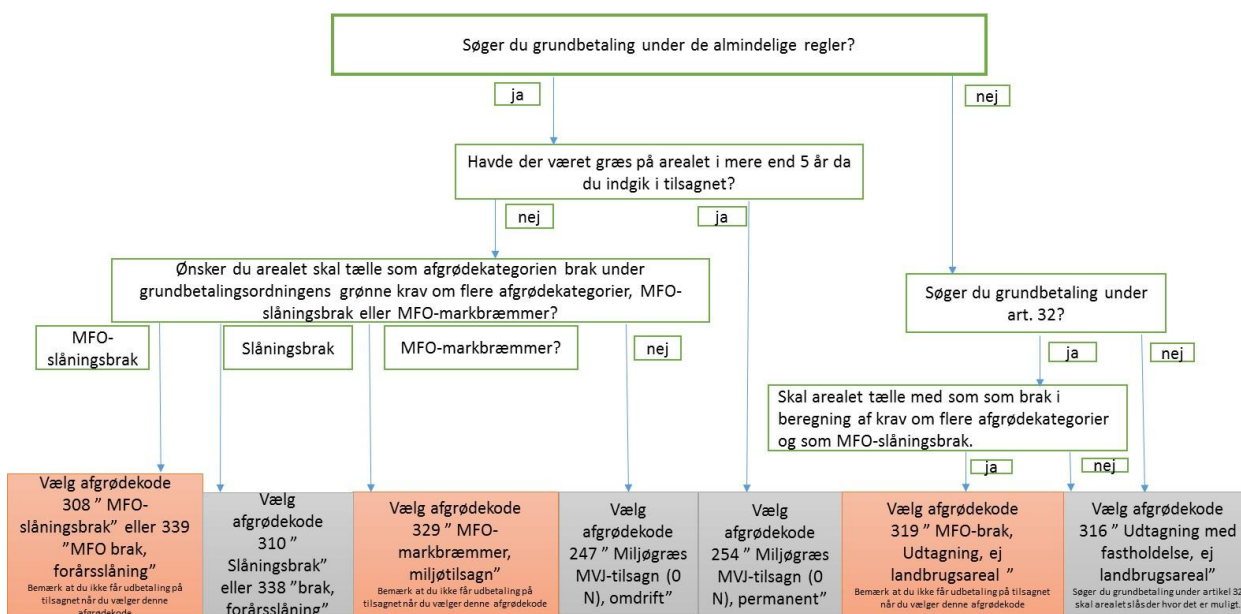 Søger du grundbetaling under de almindelige regler?
ja
nej
Havde der været græs på arealet i mere end 5 år da
du indgik i tilsagnet?
nej
ja
Ønsker du arealet skal tælle som afgrødekategorien brak under
grundbetalingsordningens grønne krav om flere afgrødekategorier, MFO-
slåningsbrak eller MFO-markbræmmer?
Søger du grundbetaling under
art. 32?
MFO-
slåningsbrak
Slåningsbrak
MFO-markbræmmer?
nej
ja
nej
Skal arealet tælle med som som brak i
beregning af krav om flere afgrødekategorier
og som MFO-slåningsbrak.
ja
nej
Vælg afgrødekode
308 ” MFO-
slåningsbrak” eller 339
”MFO brak,
forårsslåning”
Bemærk at du ikke får udbetaling på
tilsagnet når du vælger denne
afgrødekode
Vælg
afgrødekode
310 ”
Slåningsbrak”
eller 338 ”brak,
forårsslåning”
Vælg afgrødekode
329 ” MFO-
markbræmmer,
miljøtilsagn”
Bemærk at du ikke får udbetaling på
tilsagnet når du vælger denne afgrødekode
Vælg
afgrødekode
247 ” Miljøgræs
MVJ-tilsagn (0
N), omdrift”
Vælg
afgrødekode
254 ” Miljøgræs
MVJ-tilsagn (0
N), permanent”
Vælg afgrødekode
319 ” MFO-brak,
Udtagning, ej
landbrugsareal ”
Bemærk at du ikke får udbetaling på tilsagnet
når du vælger denne afgrødekode
Vælg afgrødekode
316 ” Udtagning med
fastholdelse, ej
landbrugsareal”
Søger du grundbetaling under artikel 32
skal arealet slås der hvor det er muligt